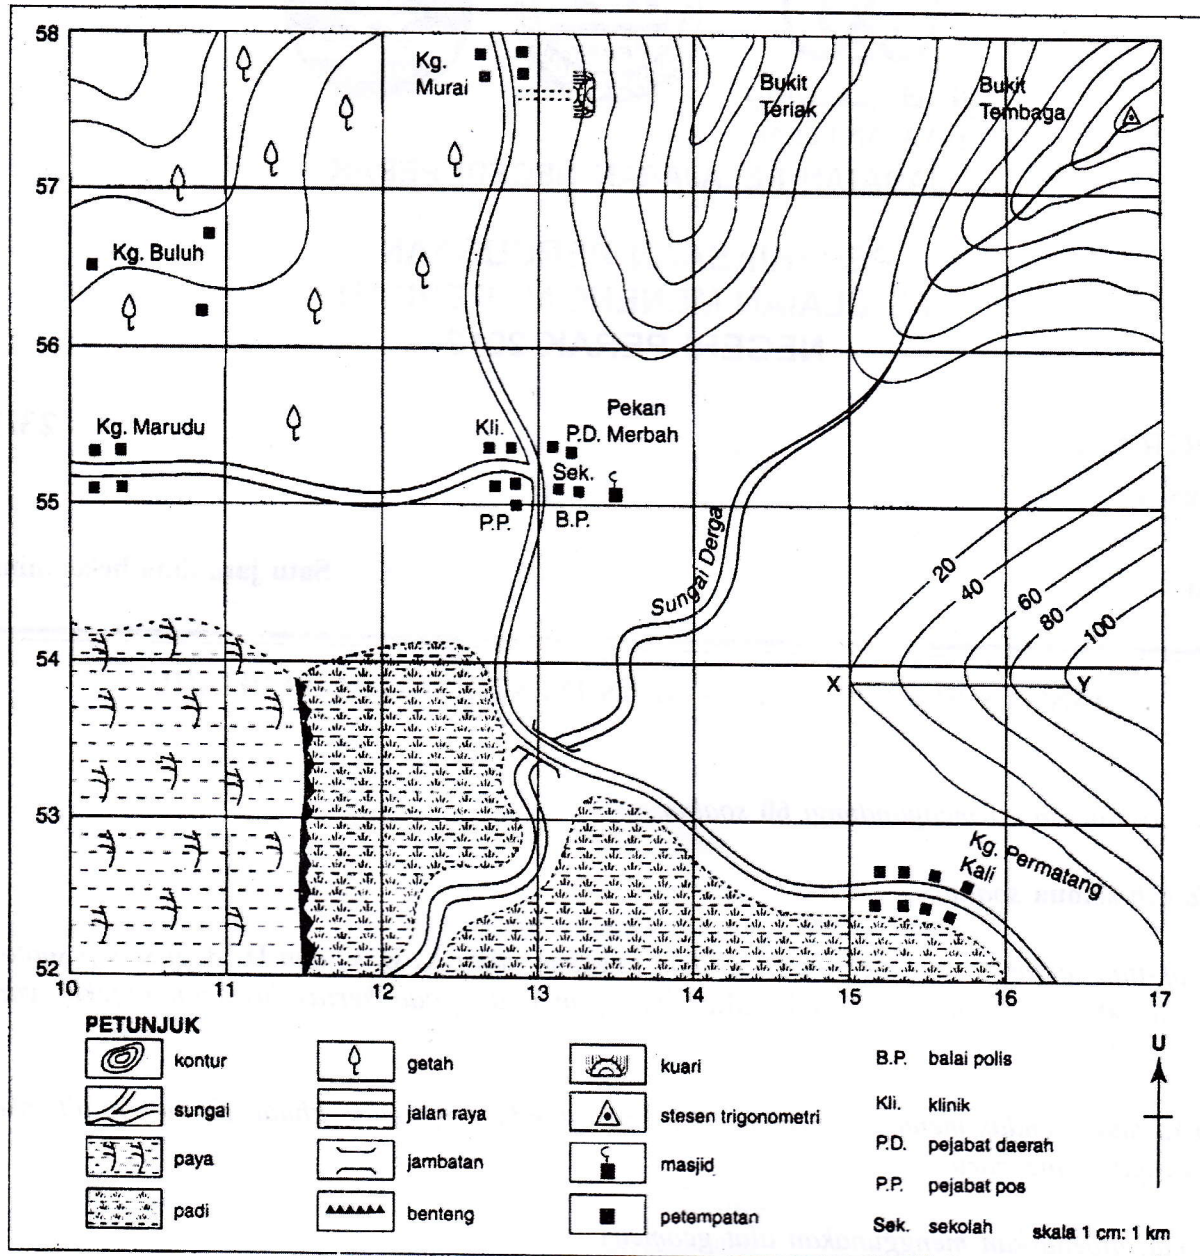 58
57
56
55
54
53
52
10 11 12 13 14 15 16 17
Kg.
Murai
Bukit
Teriak
Bukit
Tembaga
Kg. Buluh
Kg. Marudu
Kli.
P.D.
Pekan
Merbah
Sek.
P.P.
B.P.
Sungai Derga
20
40
60
80
100
X
Y
Kg. Permatang
Kali
PETUNJUK
kontur
sungai
paya
padi
getah
jalan raya
jambatan
benteng
kuari
stesen trigonometri
masjid
petempatan
B.P. balai polis
Kli. klinik
P.D. pejabat daerah
P.P. pejabat pos
Sek. sekolah
U
skala 1 cm: 1 km